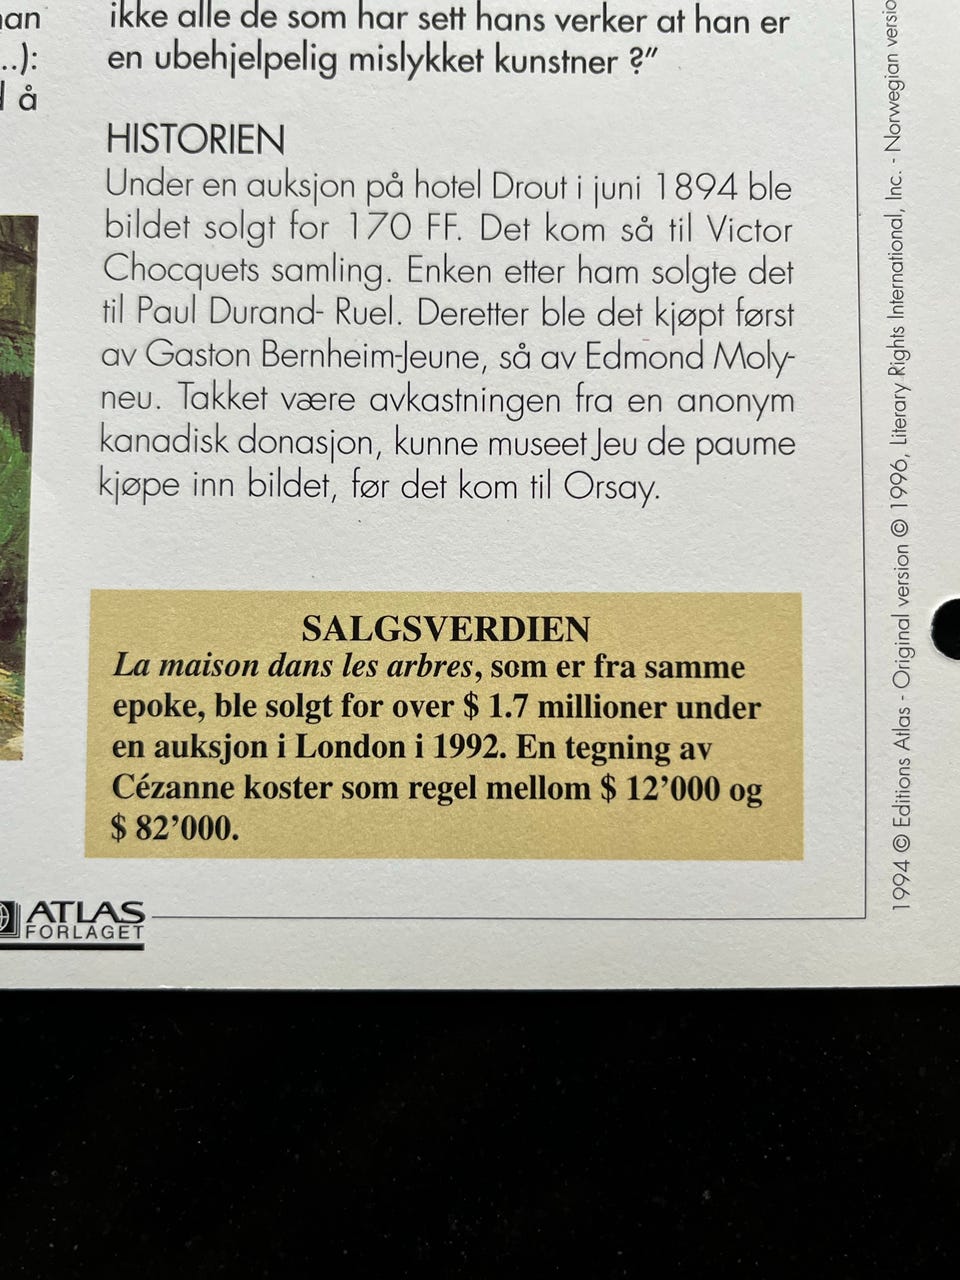 an
..):
å
ikke alle de som har sett hans verker at han er
en ubehjelpelig mislykket kunstner ?”
HISTORIEN
Under en auksjon på hotel Drout i juni 1894 ble
bildet solgt for 170 FF. Det kom så til Victor
Chocquets samling. Enken etter ham solgte det
til Paul Durand- Ruel. Deretter ble det kjøpt først
av Gaston Bernheim-Jeune, så av Edmond Moly-
neu. Takket være avkastningen fra en anonym
kanadisk donasjon, kunne museet Jeu de paume
kjøpe inn bildet, før det kom til Orsay.
SALGSVERDIEN
La maison dans les arbres, som er fra samme
epoke, ble solgt for over $ 1.7 millioner under
en auksjon i London i 1992. En tegning av
Cézanne koster som regel mellom $ 12’000 og
$ 82’000.
ATLAS
FORLAGET
1994 © Editions Atlas - Original version © 1996, Literary Rights International, Inc. - Norwegian versio